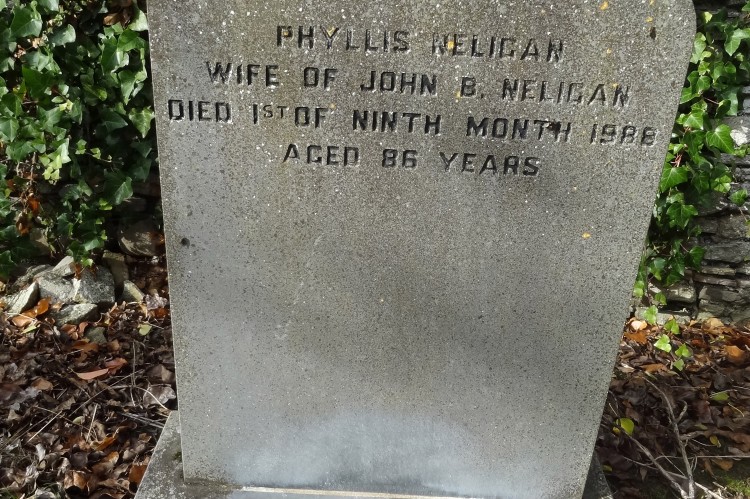 PHYLLIS NELIGAN
WIFE OF JOHN B. NELIGAN
DIED 1ST OF NINTH MONTH 1988
AGED 86 YEARS